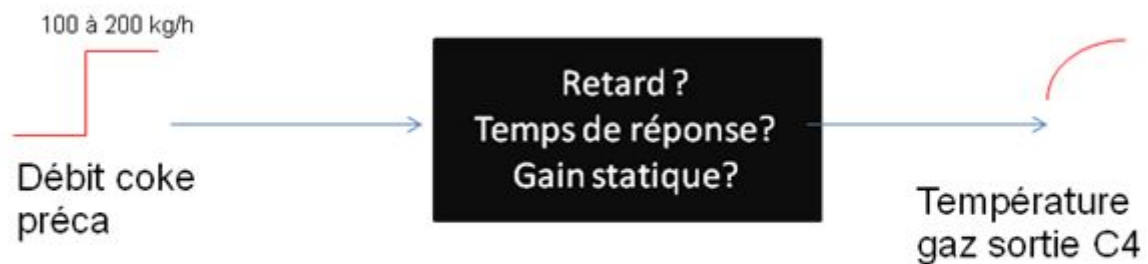 100 à 200 kg/h
Débit coke
préca
Retard ?
Temps de réponse?
Gain statique?
Température
gaz sortie C4